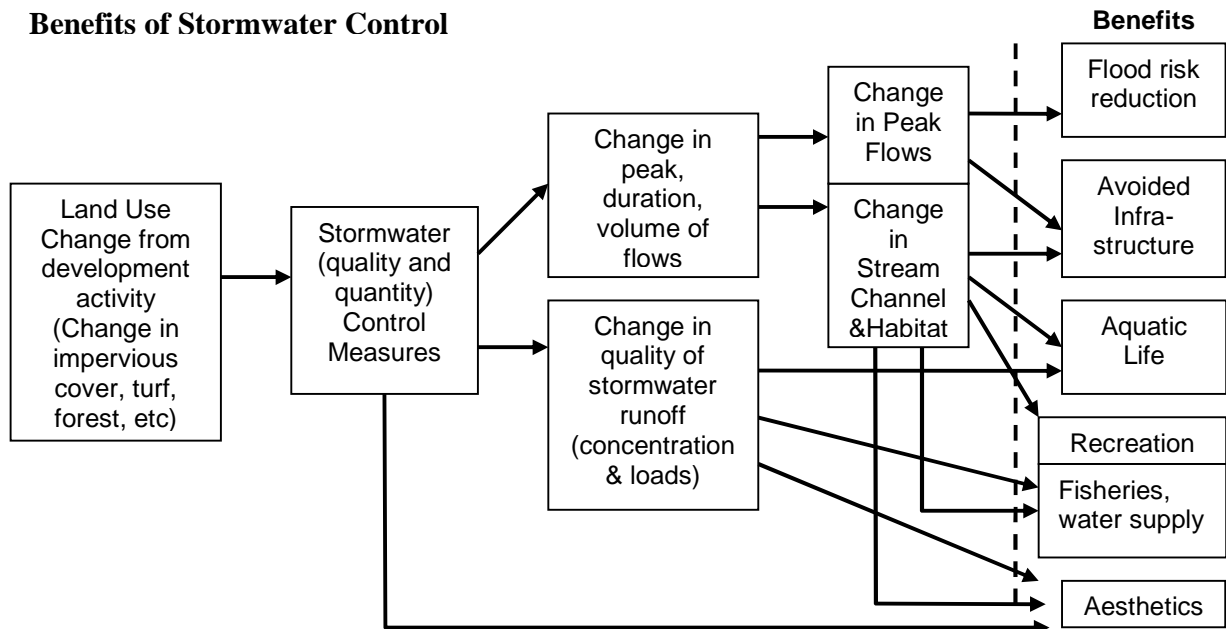 Benefits of Stormwater Control
Land Use
Change from
development
activity
(Change in
impervious
cover, turf,
forest, etc)
Stormwater
(quality and
quantity)
Control
Measures
Change in
peak,
duration,
volume of
flows
Change in
quality of
stormwater
runoff
(concentration
& loads)
Change
in Peak
Flows
Change
in
Stream
Channel
&Habitat
Benefits
Flood risk
reduction
Avoided
Infra-
structure
Aquatic
Life
Recreation
Fisheries,
water supply
Aesthetics